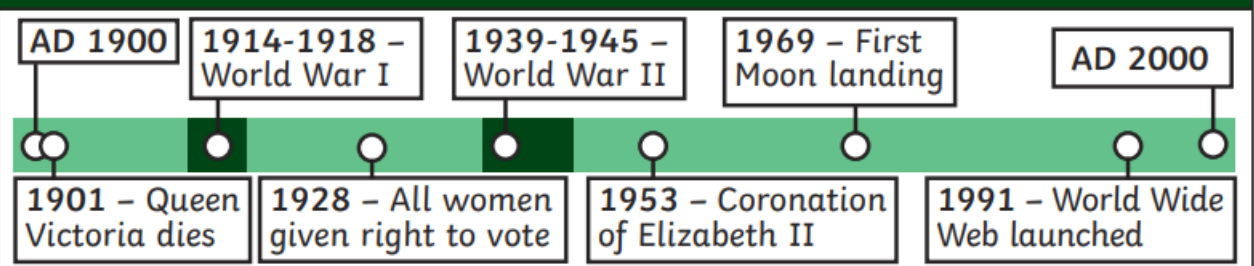 AD 1900
1914-1918 –
World War I
1939-1945 –
World War II
1969 – First
Moon landing
AD 2000
1901 – Queen
Victoria dies
1928 – All women
given right to vote
1953 – Coronation
of Elizabeth II
1991 – World Wide
Web launched